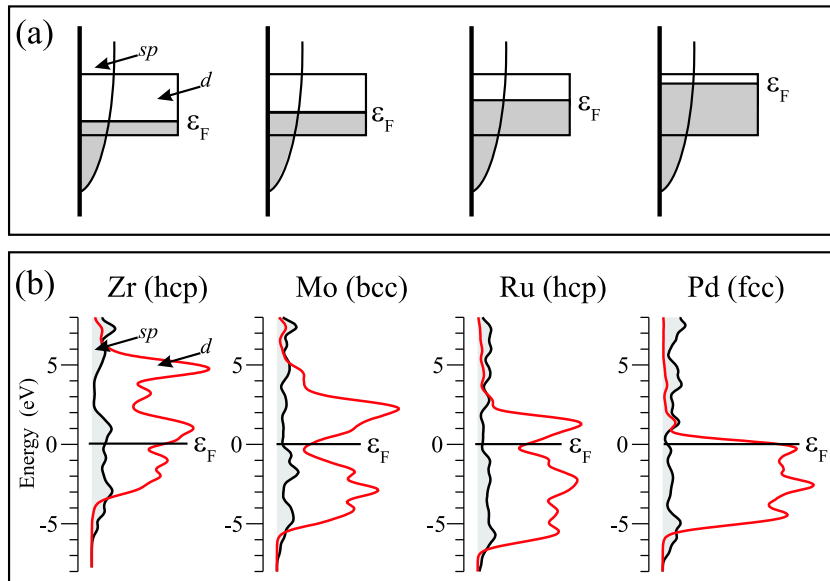 (a)
sp
d
εF
εF
εF
εF
(b)
Zr (hcp) Mo (bcc) Ru (hcp) Pd (fcc)
sp
d
5 5 5 5
0 0 0 0
-5 -5 -5 -5
εF εF εF εF
Energy (eV)